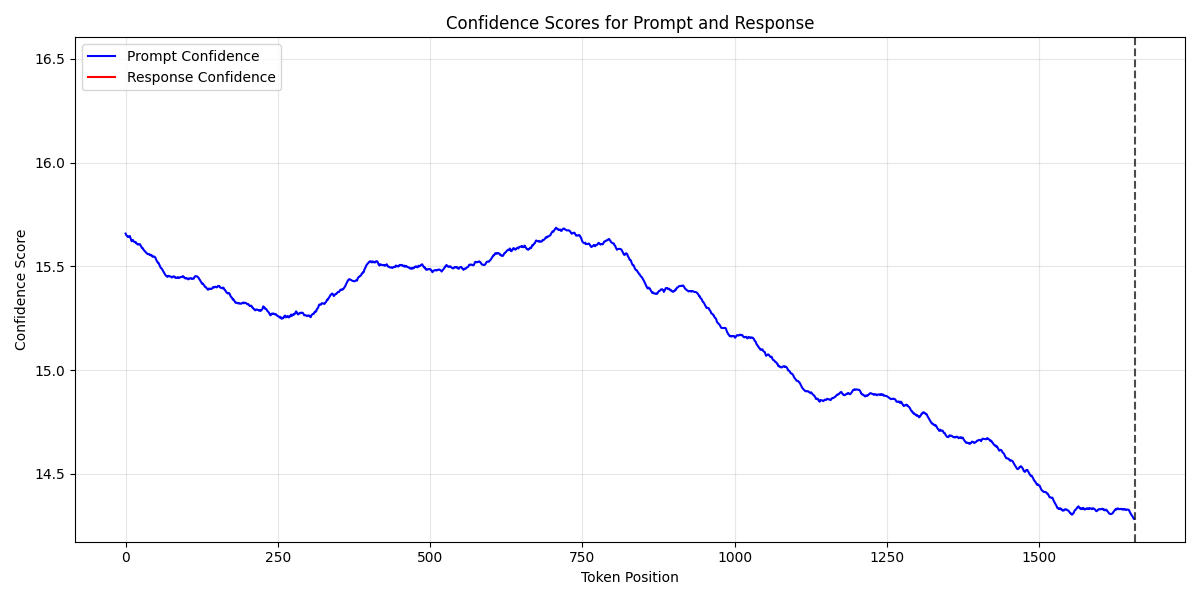 Confidence Scores for Prompt and Response
Prompt Confidence
Response Confidence
Confidence Score
16.5
16.0
15.5
15.0
14.5
0 250 500 750 1000 1250 1500
Token Position